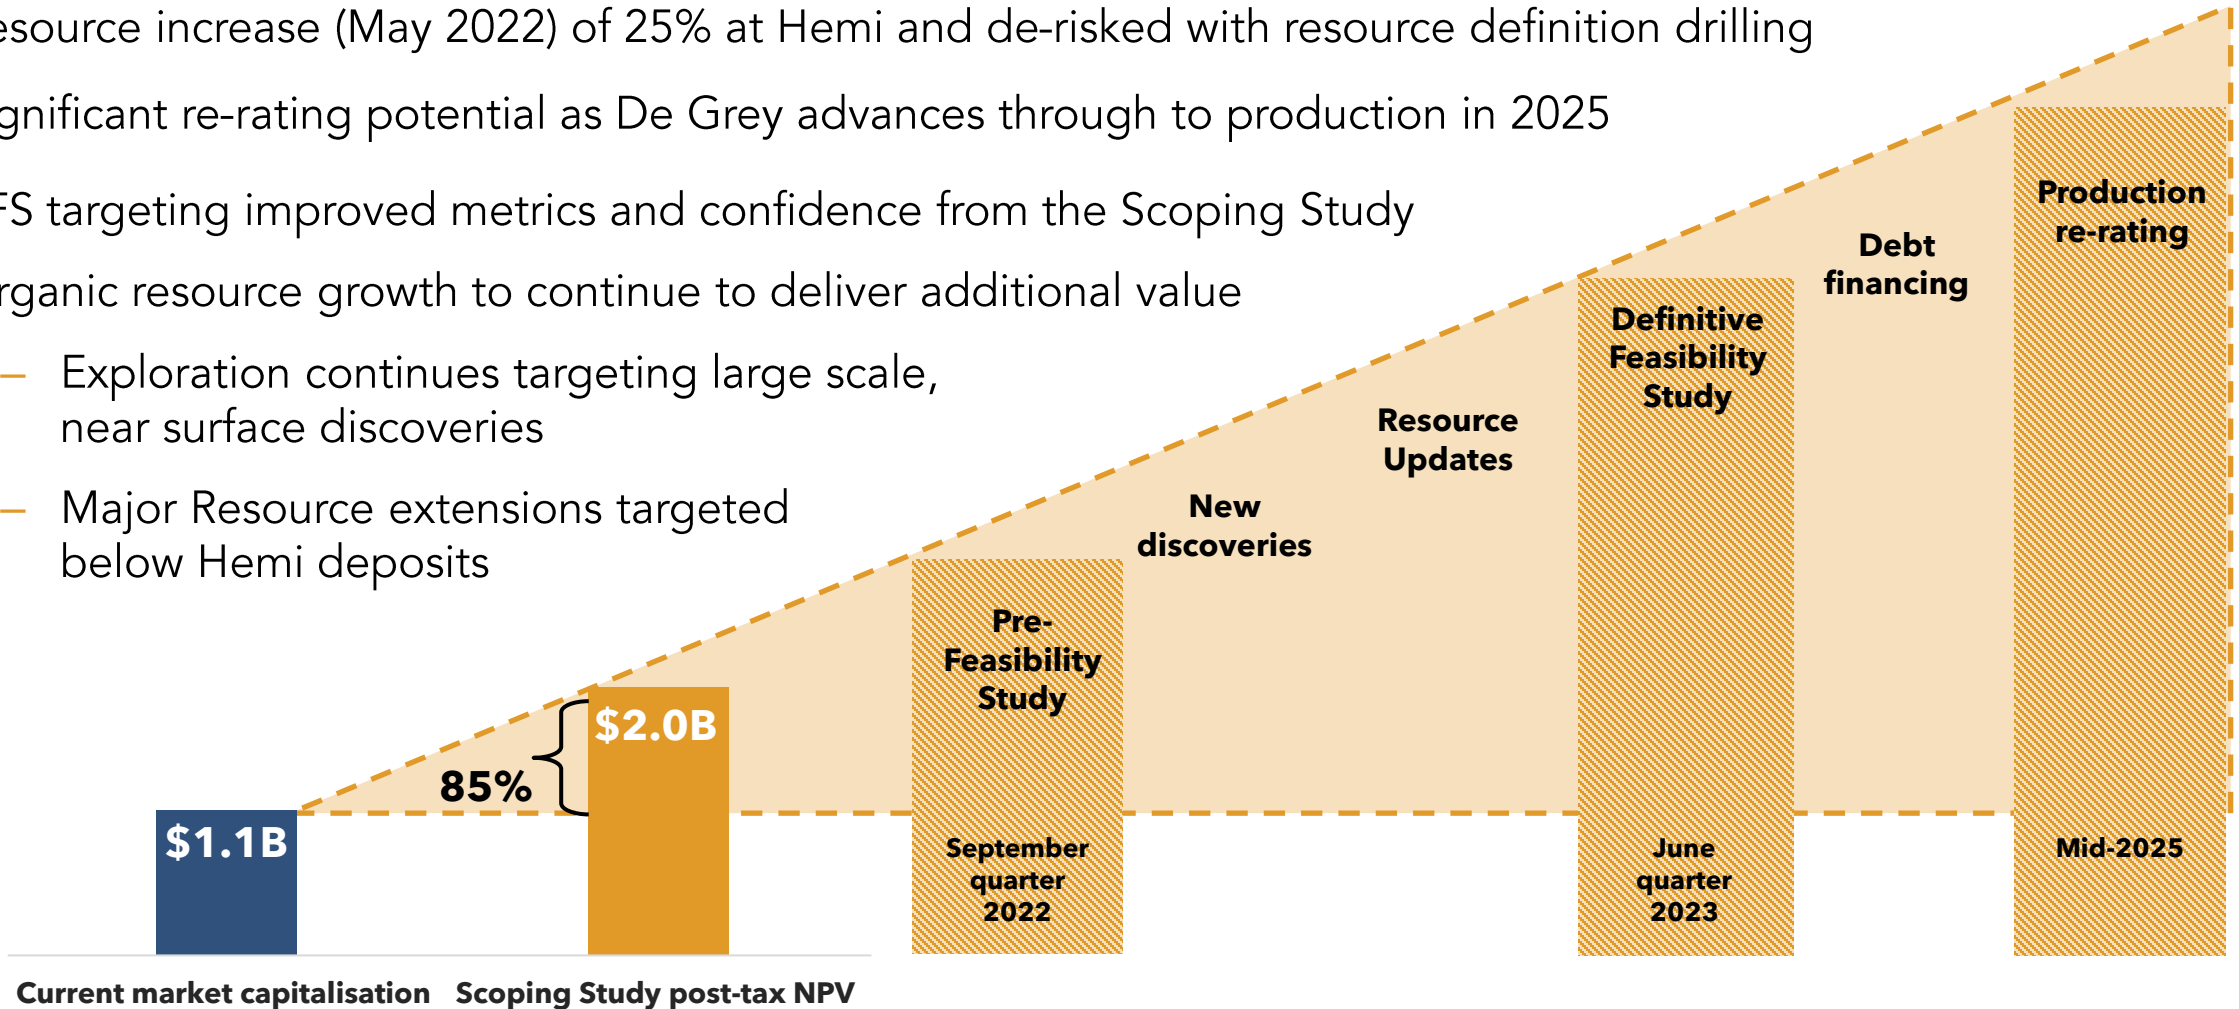 esource increase (May 2022) of 25% at Hemi and de-risked with resource definition drilling
gnificant re-rating potential as De Grey advances through to production in 2025
FS targeting improved metrics and confidence from the Scoping Study
rganic resource growth to continue to deliver additional value
– Exploration continues targeting large scale,
near surface discoveries
– Major Resource extensions targeted
below Hemi deposits
$1.1B
85%
$2.0B
Pre-
Feasibility
Study
September
quarter
2022
New
discoveries
Resource
Updates
Definitive
Feasibility
Study
June
quarter
2023
Debt
financing
Production
re-rating
Mid-2025
Current market capitalisation
Scoping Study post-tax NPV